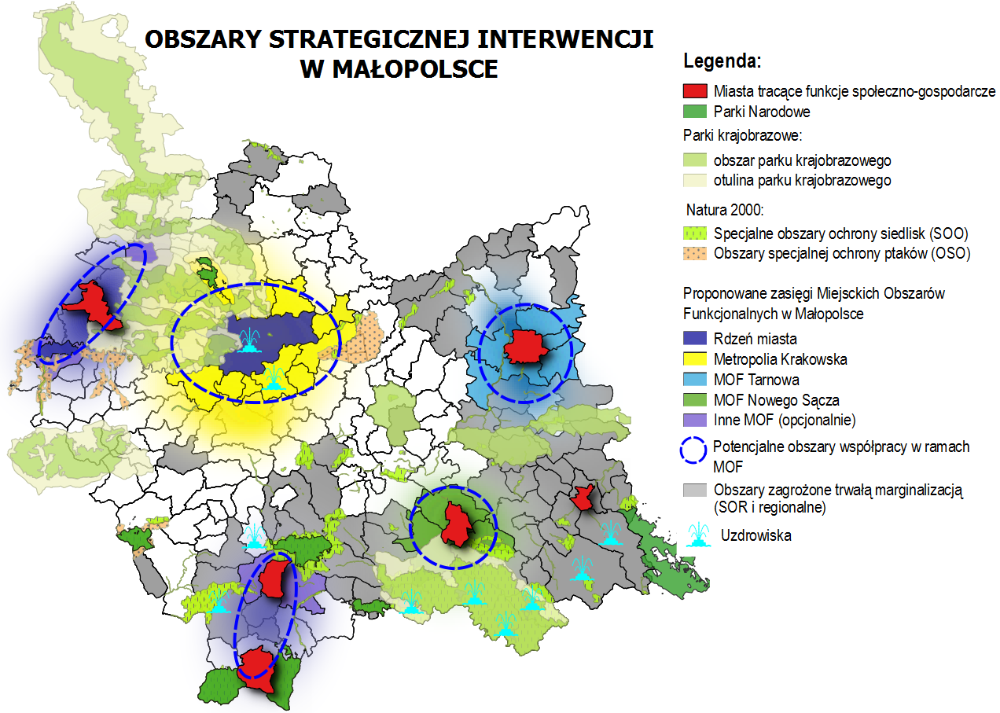 OBSZARY STRATEGICZNEJ INTERWENCJI
W MAŁOPOLSCE
Legenda:
Miasta tracące funkcje społeczno-gospodarcze
Parki Narodowe
Parki krajobrazowe:
obszar parku krajobrazowego
otulina parku krajobrazowego
Natura 2000:
Specjalne obszary ochrony siedlisk (SOO)
Obszary specjalnej ochrony ptaków (OSO)
Proponowane zasięgi Miejsckich Obszarów
Funkcjonalnych w Małopolsce
Rdzeń miasta
Metropolia Krakowska
MOF Tarnowa
MOF Nowego Sącza
Inne MOF (opcjonalnie)
Potencjalne obszary współpracy w ramach
MOF
Obszary zagrożone trwałą marginalizacją
(SOR i regionalne)
Uzdrowiska